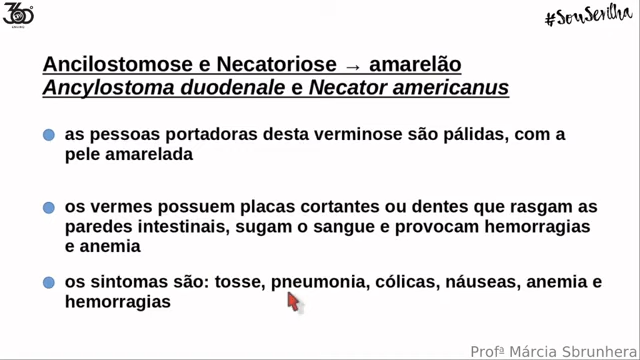 360°
#SouSevilha
Ancilostomose e Necatoriose → amarelão
Ancylostoma duodenale e Necator americanus
as pessoas portadoras desta verminose são pálidas, com a
pele amarelada
os vermes possuem placas cortantes ou dentes que rasgam as
paredes intestinais, sugam o sangue e provocam hemorragias
e anemia
os sintomas são: tosse, pneumonia, cólicas, náuseas, anemia e
hemorragias
Profª Márcia Sbrunhera